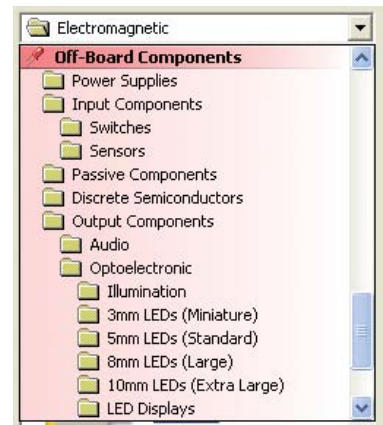 Electromagnetic
Off-Board Components
Power Supplies
Input Components
Switches
Sensors
Passive Components
Discrete Semiconductors
Output Components
Audio
Optoelectronic
Illumination
3mm LEDs (Miniature)
5mm LEDs (Standard)
8mm LEDs (Large)
10mm LEDs (Extra Large)
LED Displays